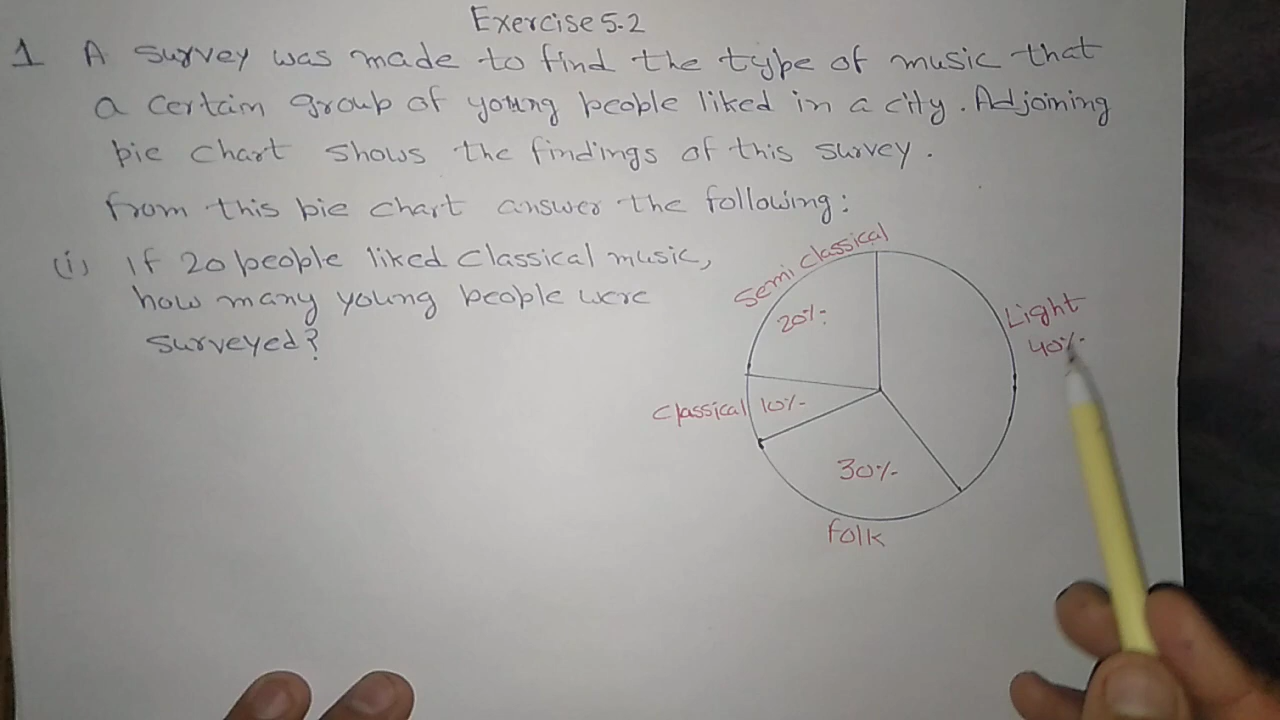 Exercise 5.2
1 A survey was made to find the type of music that
a certain group of young people liked in a city. Adjoining
pie chart shows the findings of this survey.
From this pie chart answer the following:
(i) If 20 people liked classical music,
how many young people were
surveyed?
Semi classical
20%
Light
40%
Classical 10%
30%
Folk